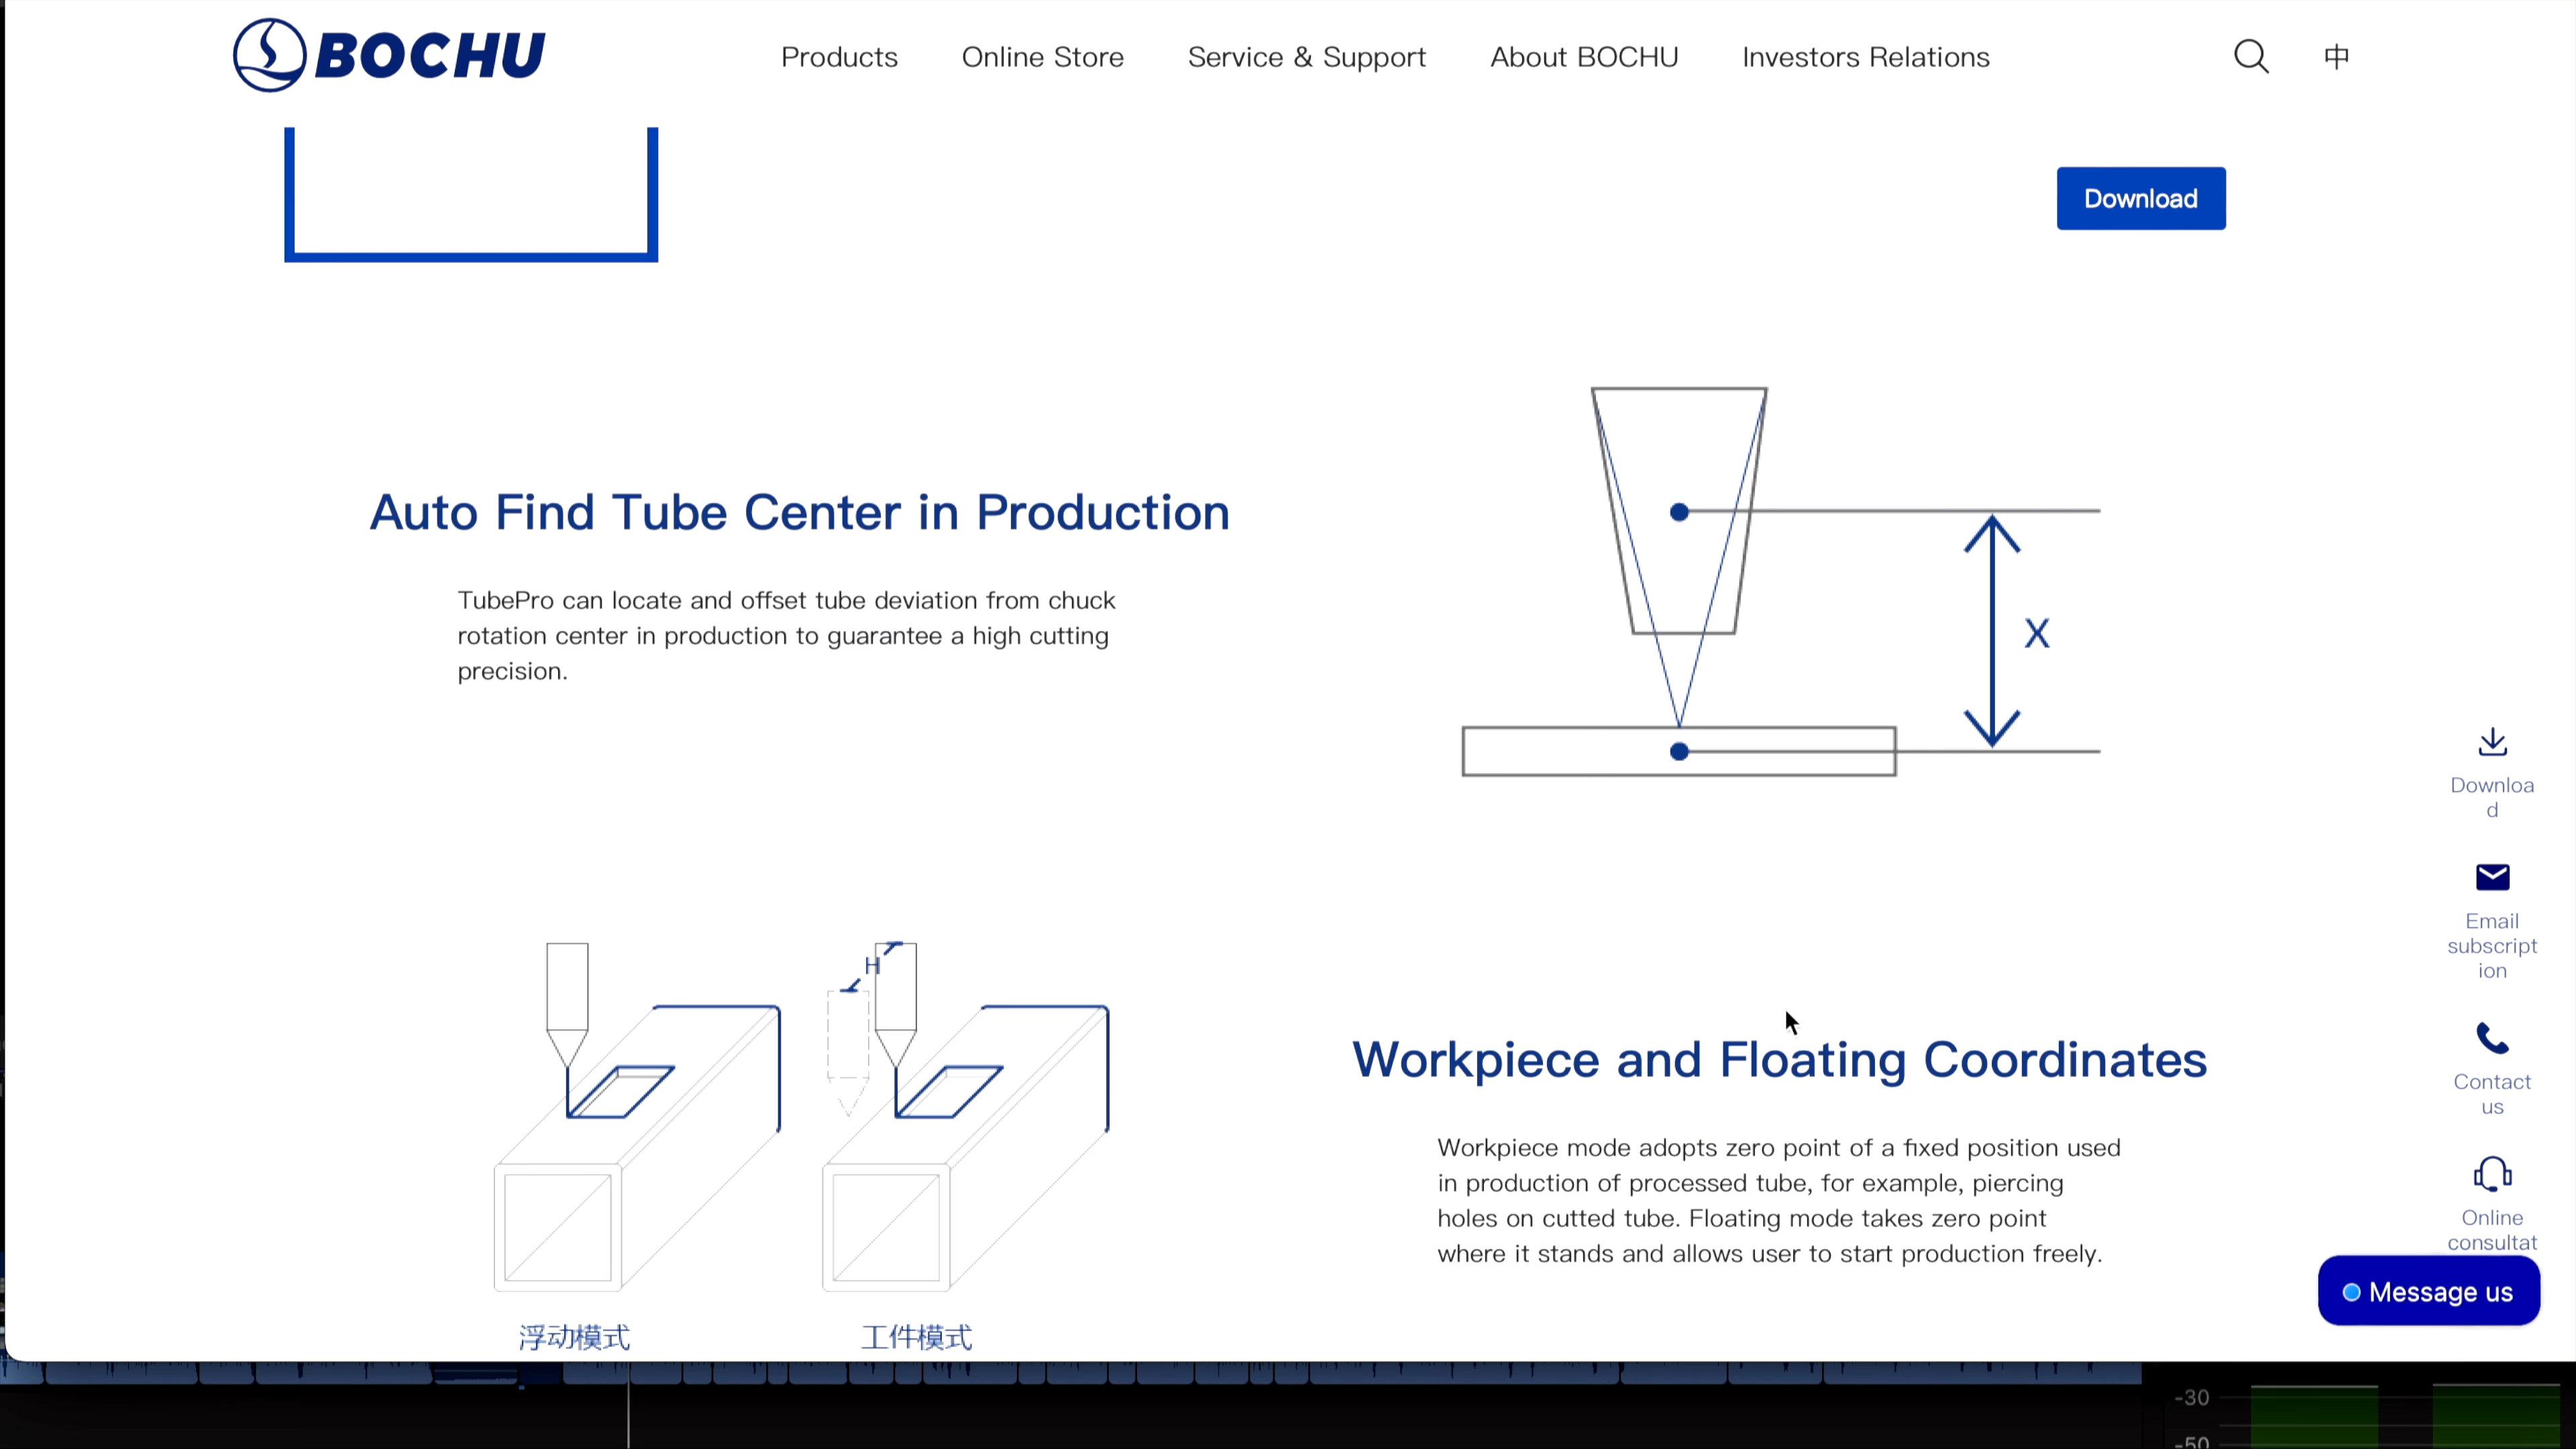 BOCHU
Products
Online Store
Service & Support
About BOCHU
Investors Relations
中
Download
Auto Find Tube Center in Production
TubePro can locate and offset tube deviation from chuck
rotation center in production to guarantee a high cutting
precision.
X
Downloa
d
Email
subscript
ion
Contact
us
Online
consultat
Message us
H
浮动模式
工件模式
Workpiece and Floating Coordinates
Workpiece mode adopts zero point of a fixed position used
in production of processed tube, for example, piercing
holes on cutted tube. Floating mode takes zero point
where it stands and allows user to start production freely.
-30
-50